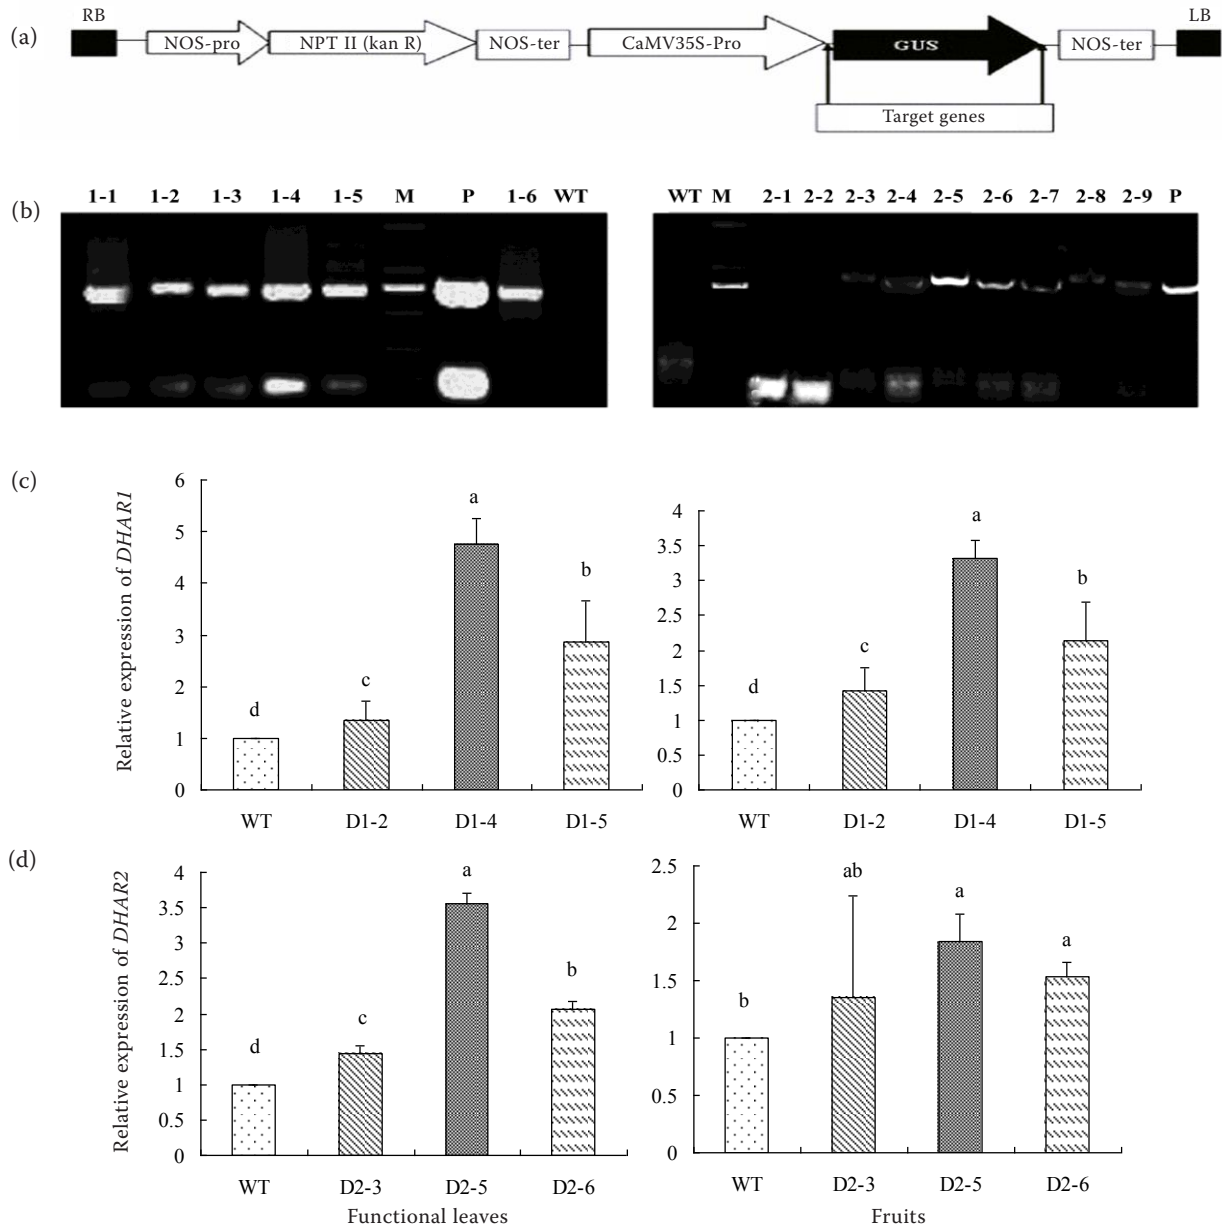 (a)
RB
LB
NOS-pro
NPT II (kan R)
NOS-ter
CaMV35S-Pro
GUS
NOS-ter
Target genes
(b)
1-1 1-2 1-3 1-4 1-5 M P 1-6 WT
WT M 2-1 2-2 2-3 2-4 2-5 2-6 2-7 2-8 2-9 P
(c)
Relative expression of DHAR1
6
5
4
3
2
1
0
d
c
a
b
WT D1-2 D1-4 D1-5
4
3.5
3
2.5
2
1.5
1
0.5
0
d
c
a
b
WT D1-2 D1-4 D1-5
(d)
Relative expression of DHAR2
4
3.5
3
2.5
2
1.5
1
0.5
0
d
c
a
b
WT D2-3 D2-5 D2-6
Functional leaves
2.5
2
1.5
1
0.5
0
b
ab
a
a
WT D2-3 D2-5 D2-6
Fruits